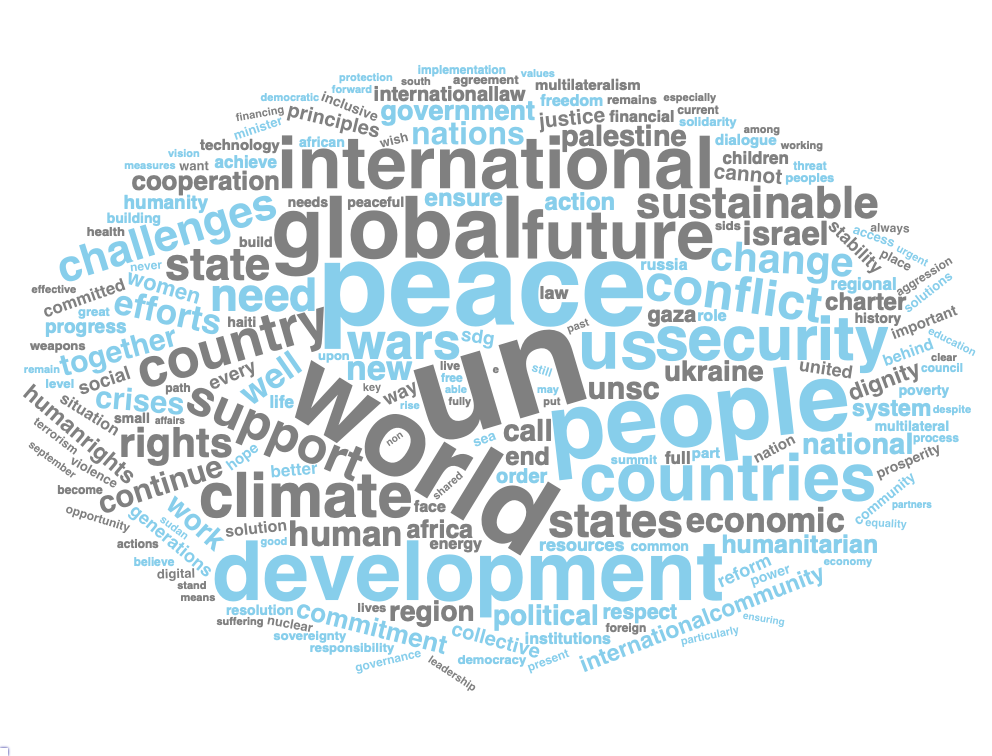 implementation
values
protection
south
agreement
multilateralism
forward
internationallaw
democratic
inclusive
freedom
remains
especially
financing
principles
government
justice
financial
current
minister
nations
palestine
solidarity
wish
dialogue
among
working
technology
african
international
vision
children
threat
measures
want
achieve
cannot
peoples
cooperation
humanity
challenges
needs
peaceful
ensure
action
sustainable
building
global
future
sids
israel
always
health
build
stability
access
urgent
never
state
peace
russia
change
place
aggression
effective
committed
women
need
law
conflict
regional
solutions
great
efforts
charter
progress
haiti
country
gaza
role
history
important
weapons
together
wars
sdg
un
past
us
security
education
behind
clear
remain
upon
new
live
e
still
ukraine
united
council
level
social
path
every
well
key
way
free
able
may
unsc
dignity
poverty
humanrights
situation
crises
life
rise
fully
put
people
system
despite
small
affairs
support
world
multilateral
terrorism
rights
non
sea
call
nation
national
process
september
violence
hope
end
summit
full
part
prosperity
continue
better
shared
order
countries
become
climate
community
partners
opportunity
generations
work
sudan
solution
face
states
economic
equality
human
africa
actions
good
energy
resources
common
humanitarian
believe
development
economy
digital
reform
power
stand
means
resolution
commitment
lives
region
political
respect
internationalcommunity
suffering
nuclear
foreign
ensuring
sovereignty
collective
institutions
particularly
responsibility
governance
leadership
democracy
present